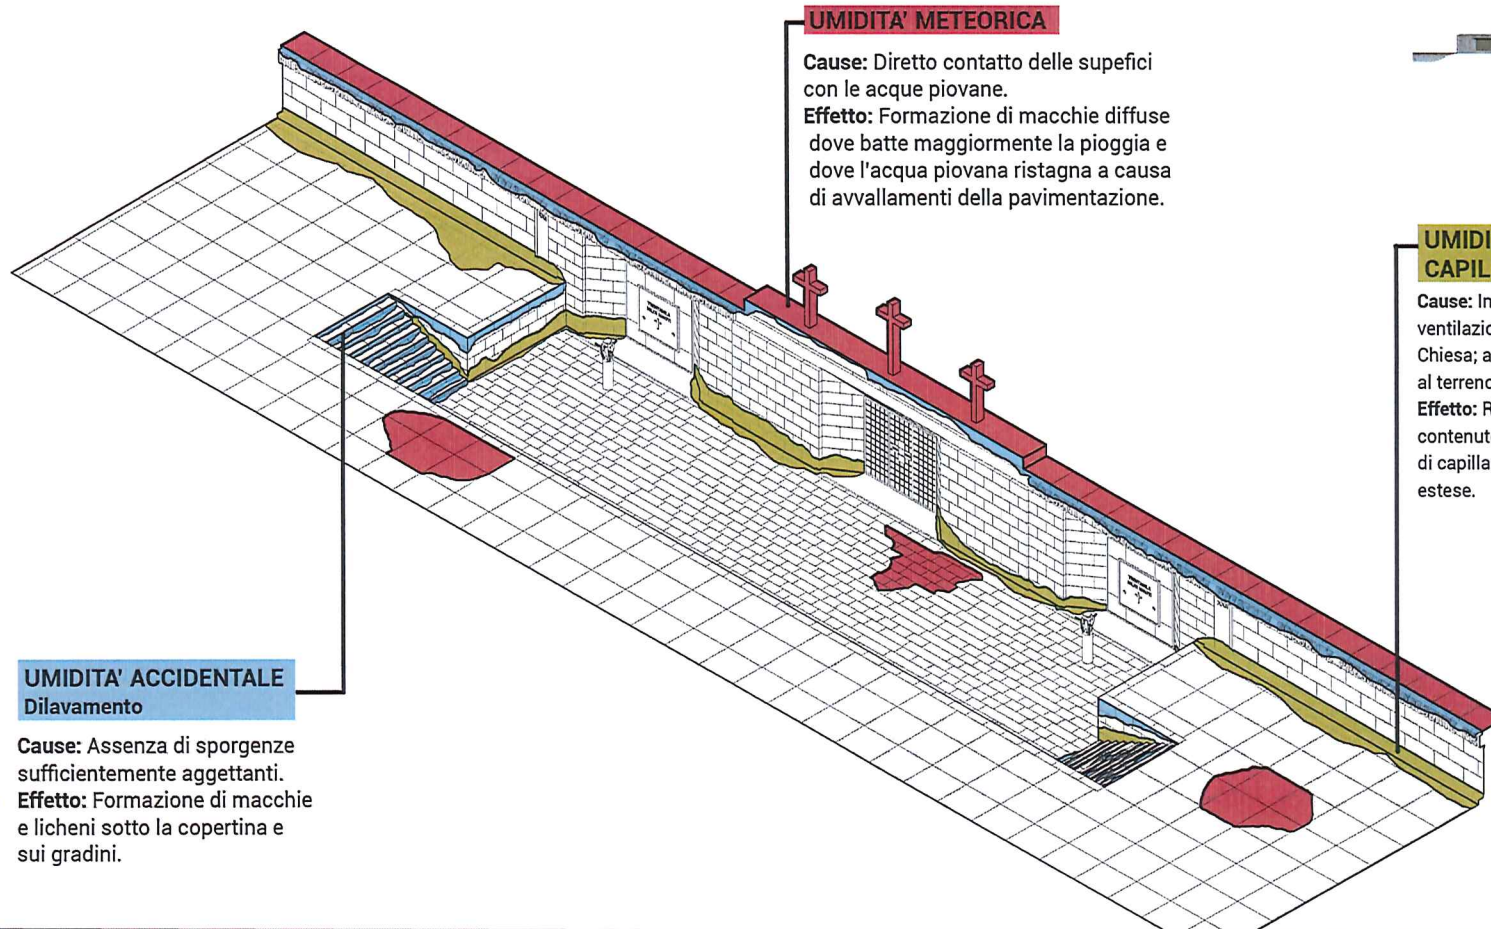 UMIDITA' METEORICA
Cause: Diretto contatto delle supefici
con le acque piovane.
Effetto: Formazione di macchie diffuse
dove batte maggiormente la pioggia e
dove l'acqua piovana ristagna a causa
di avvallamenti della pavimentazione.
UMIDI
CAPIL
Cause: In
ventilazio
Chiesa; a
al terreno
Effetto: R
contenut
di capilla
estese.
UMIDITA' ACCIDENTALE
Dilavamento
Cause: Assenza di sporgenze
sufficientemente aggettanti.
Effetto: Formazione di macchie
e licheni sotto la copertina e
sui gradini.